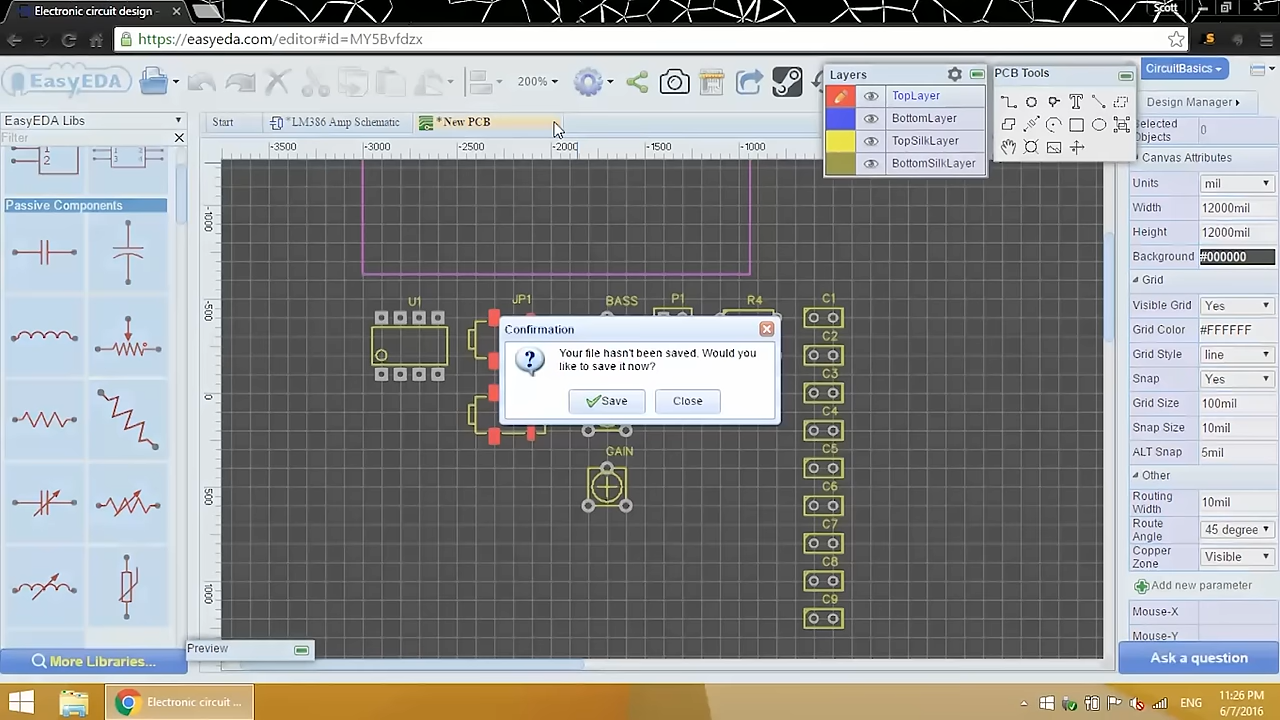 Electronic circuit design -
Scott
https://easyeda.com/editor#id=MY5Bvfdzx
EasyEDA
200%
Layers
TopLayer
BottomLayer
TopSilkLayer
BottomSilkLayer
PCB Tools
CircuitBasics
Design Manager
EasyEDA Libs
Filter
Start
*LM386 Amp Schematic
*New PCB
Selected Objects
0
-3500
-3000
-2500
-2000
-1500
-1000
1
2
Passive Components
-1000
-500
0
500
1000
U1
JP1
BASS
P1
R4
C1
C2
C3
C4
C5
C6
C7
C8
C9
GAIN
Confirmation
Your file hasn't been saved. Would you
like to save it now?
Save
Close
Canvas Attributes
Units
mil
Width
12000mil
Height
12000mil
Background
#000000
Grid
Visible Grid
Yes
Grid Color
#FFFFFF
Grid Style
line
Snap
Yes
Grid Size
100mil
Snap Size
10mil
ALT Snap
5mil
Other
Routing Width
10mil
Route Angle
45 degree
Copper Zone
Visible
Add new parameter
Mouse-X
Mouse-Y
Preview
More Libraries...
Ask a question
Electronic circuit ...
ENG
11:26 PM
6/7/2016